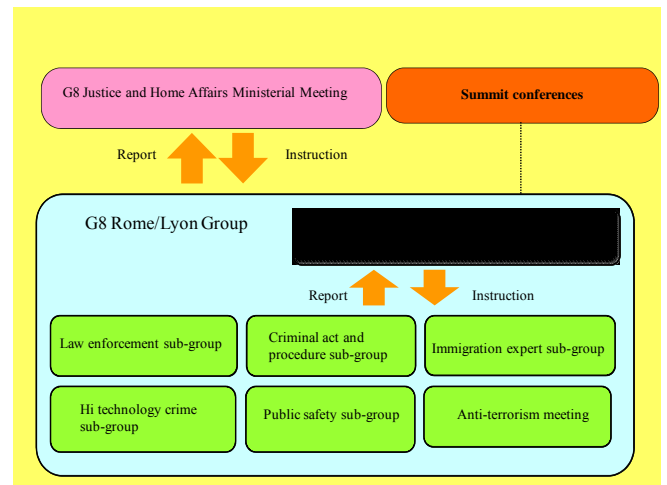 G8 Justice and Home Affairs Ministerial Meeting
Summit conferences
Report
Instruction
G8 Rome/Lyon Group
Report
Instruction
Law enforcement sub-group
Criminal act and
procedure sub-group
Immigration expert sub-group
Hi technology crime
sub-group
Public safety sub-group
Anti-terrorism meeting